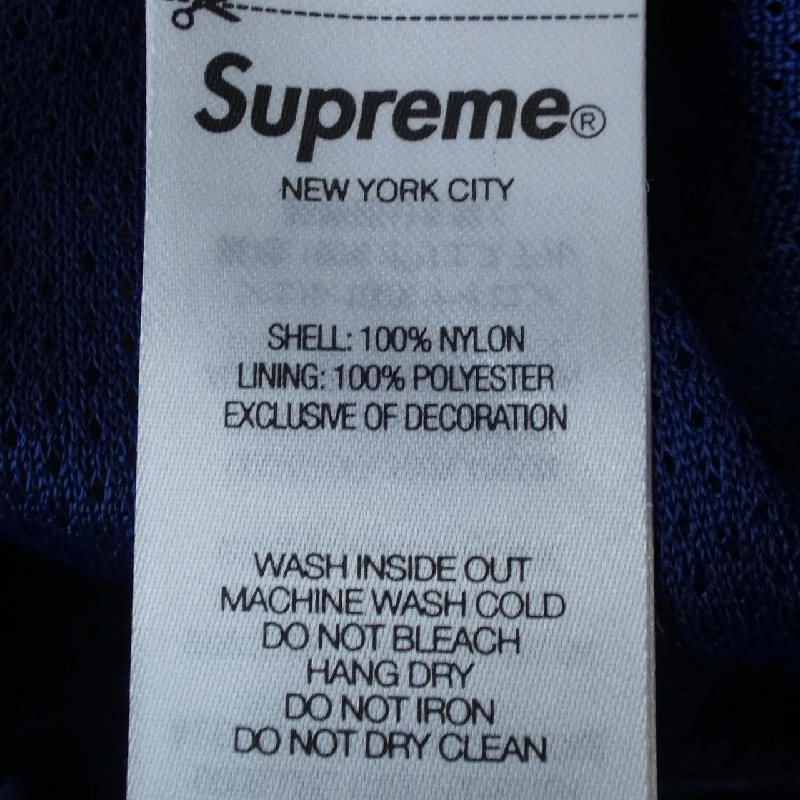 Supreme®
NEW YORK CITY
SHELL: 100% NYLON
LINING: 100% POLYESTER
EXCLUSIVE OF DECORATION
WASH INSIDE OUT
MACHINE WASH COLD
DO NOT BLEACH
HANG DRY
DO NOT IRON
DO NOT DRY CLEAN